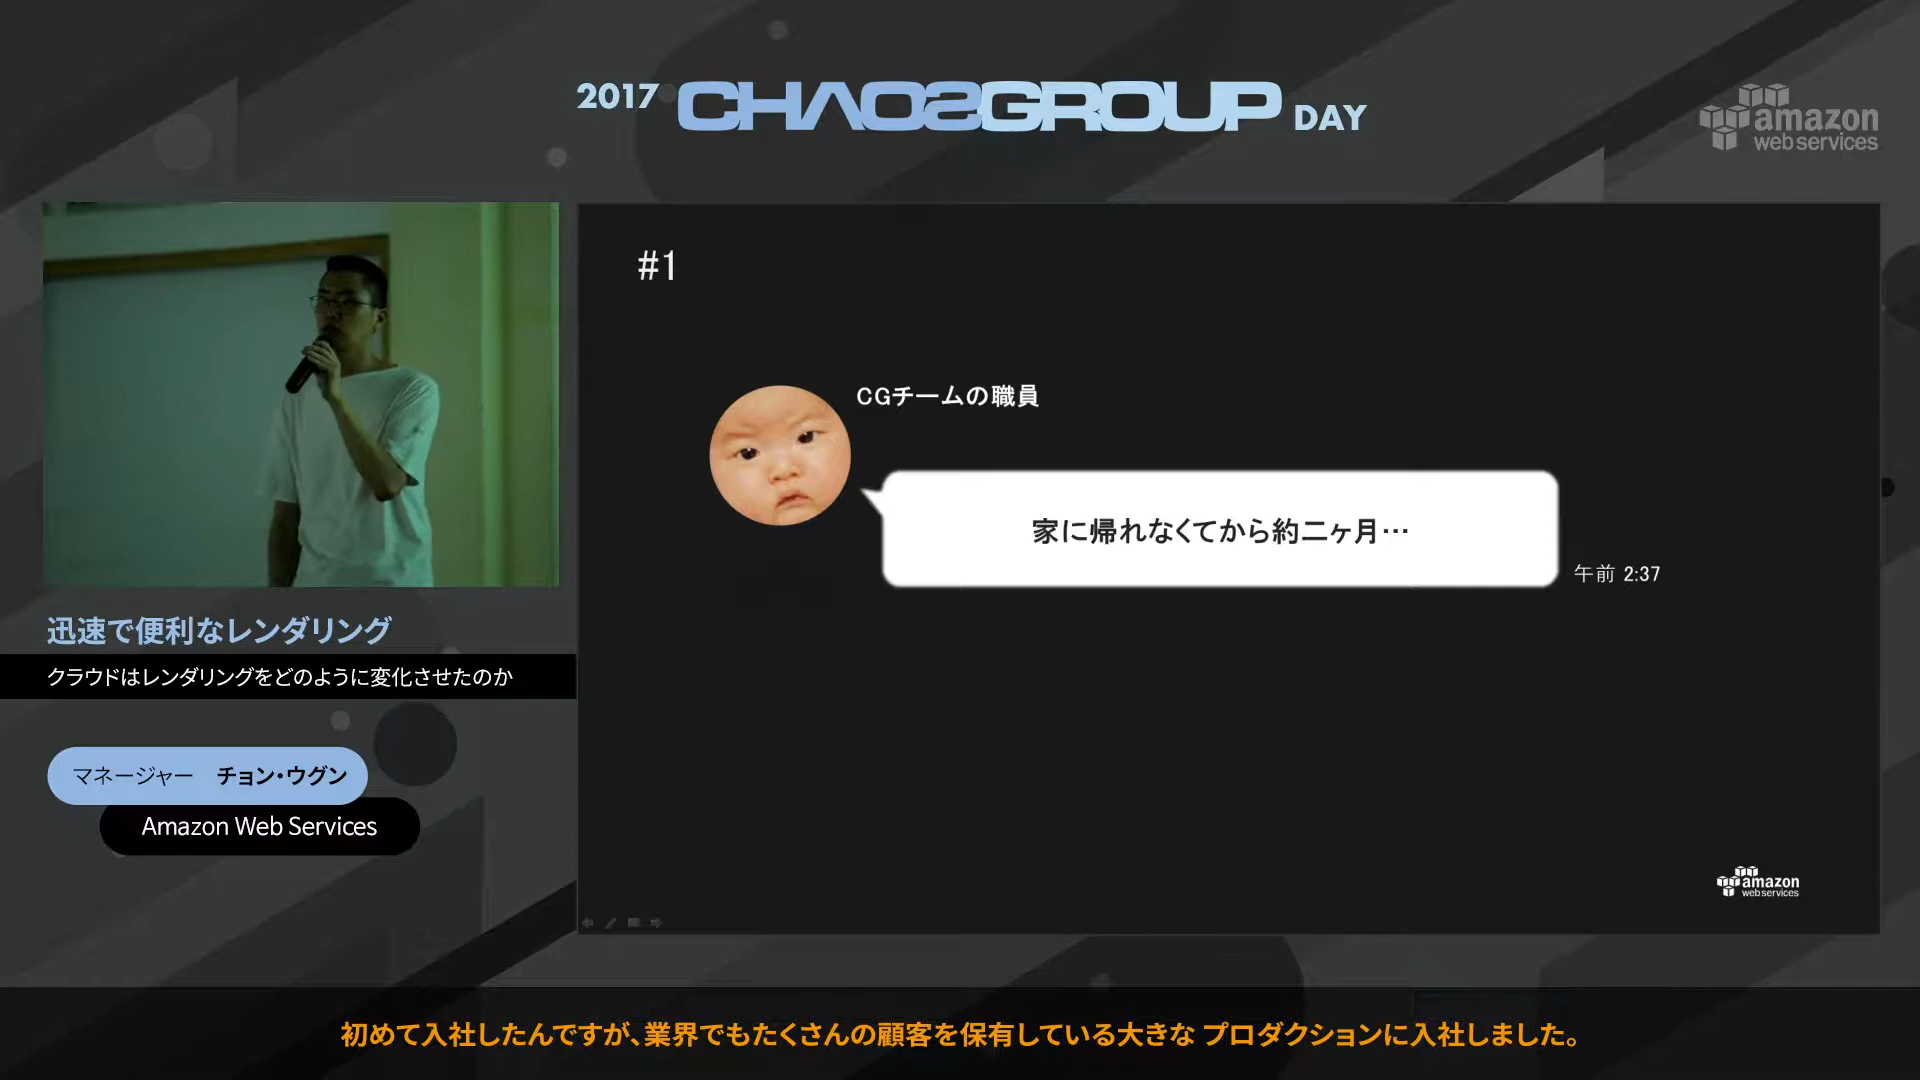 2017 CHAOSGROUP DAY
amazon
web services
#1
CGチームの職員
家に帰れなくてから約二ヶ月…
午前 2:37
迅速で便利なレンダリング
クラウドはレンダリングをどのように変化させたのか
マネージャー チョン・ウグン
Amazon Web Services
amazon
web services
初めて入社したんですが、業界でもたくさんの顧客を保有している大きな プロダクションに入社しました。